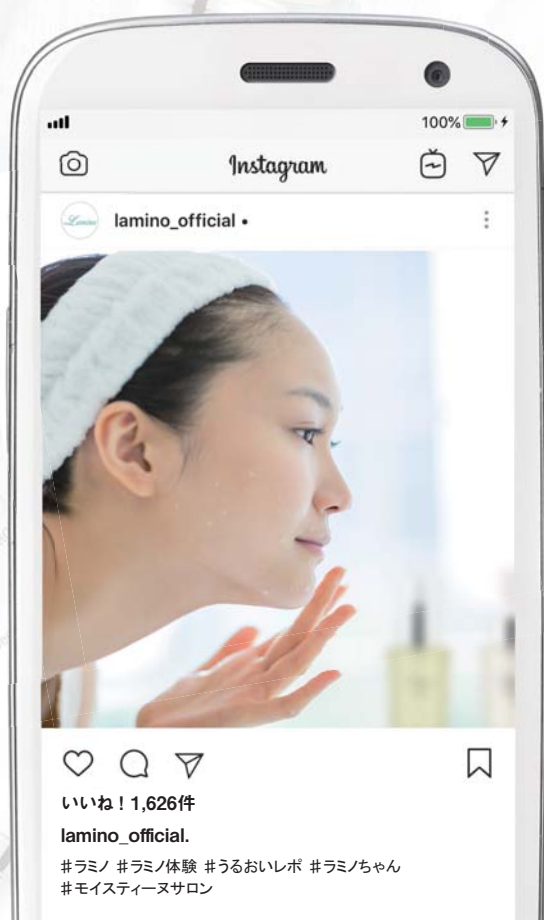 100%
Instagram
Lamino
lamino_official •
いいね！1,626件
lamino_official.
#ラミノ #ラミノ体験 #うるおいレポ #ラミノちゃん
#モイスティーヌサロン